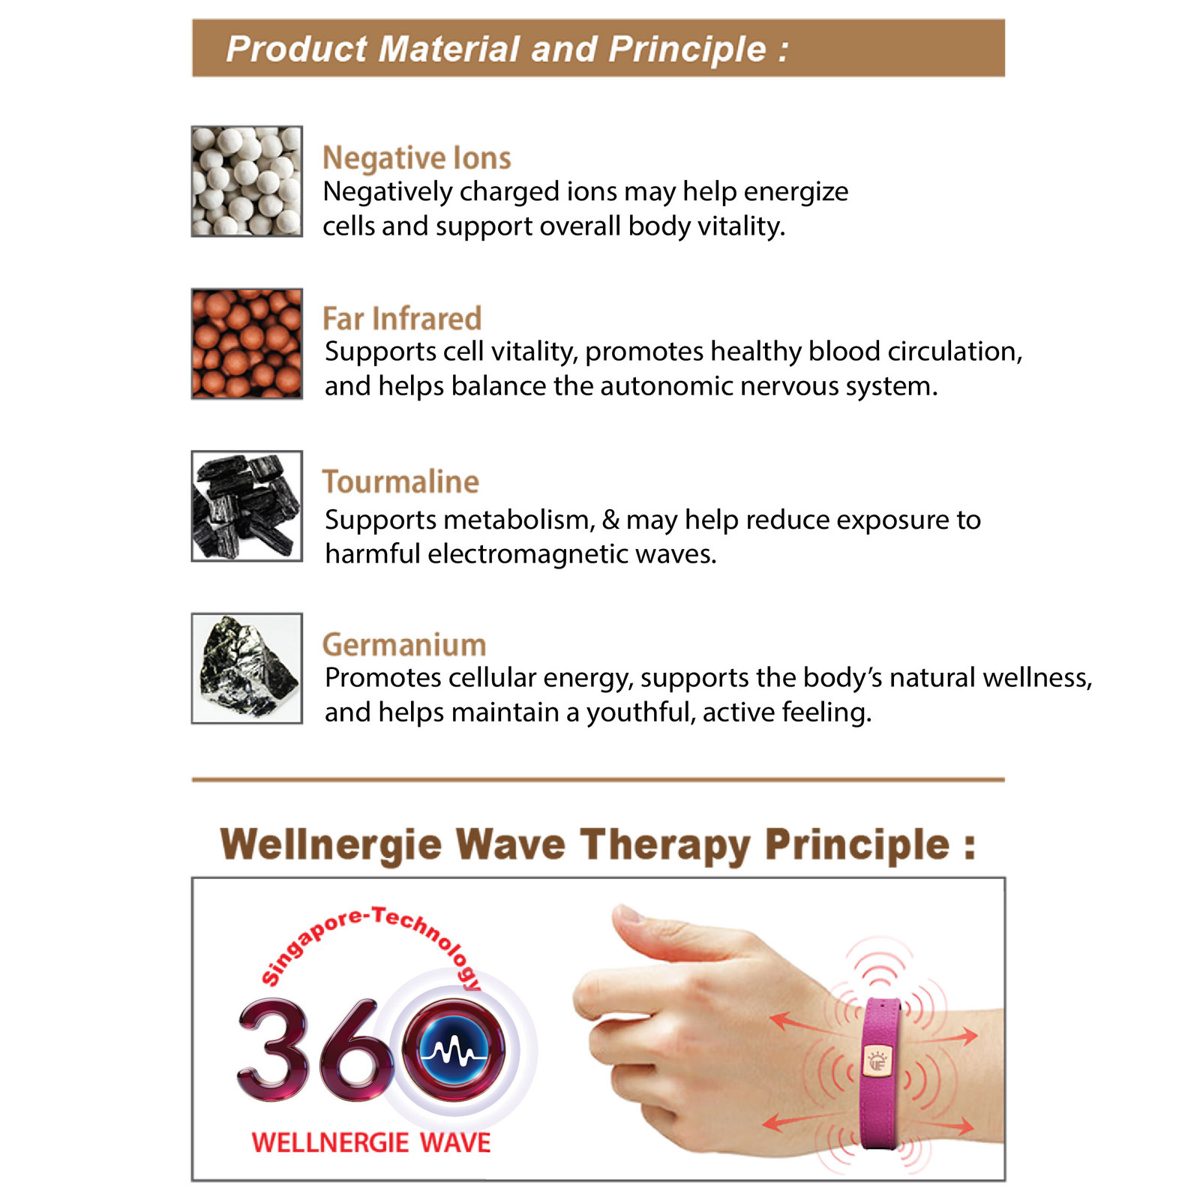 Product Material and Principle :
Negative Ions
Negatively charged ions may help energize
cells and support overall body vitality.
Far Infrared
Supports cell vitality, promotes healthy blood circulation,
and helps balance the autonomic nervous system.
Tourmaline
Supports metabolism, & may help reduce exposure to
harmful electromagnetic waves.
Germanium
Promotes cellular energy, supports the body’s natural wellness,
and helps maintain a youthful, active feeling.
Wellnergie Wave Therapy Principle :
Singapore-Technology
360
WELLNERGIE WAVE